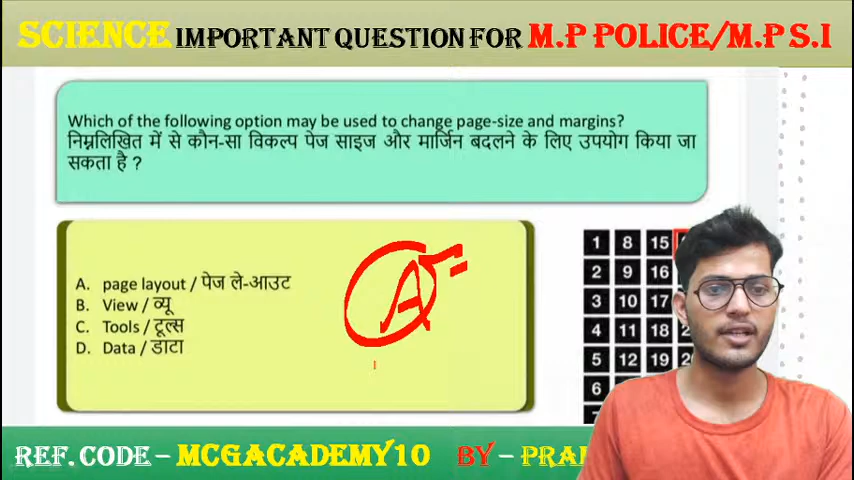 SCIENCE IMPORTANT QUESTION FOR M.P POLICE/M.P S.I
Which of the following option may be used to change page-size and margins?
निम्नलिखित में से कौन-सा विकल्प पेज साइज और मार्जिन बदलने के लिए उपयोग किया जा
सकता है ?
A. page layout / पेज ले-आउट
B. View / व्यू
C. Tools / टूल्स
D. Data / डाटा
A
1 8 15
2 9 16
3 10 17
4 11 18
5 12 19
6
REF. CODE – MCGACADEMY10 BY –